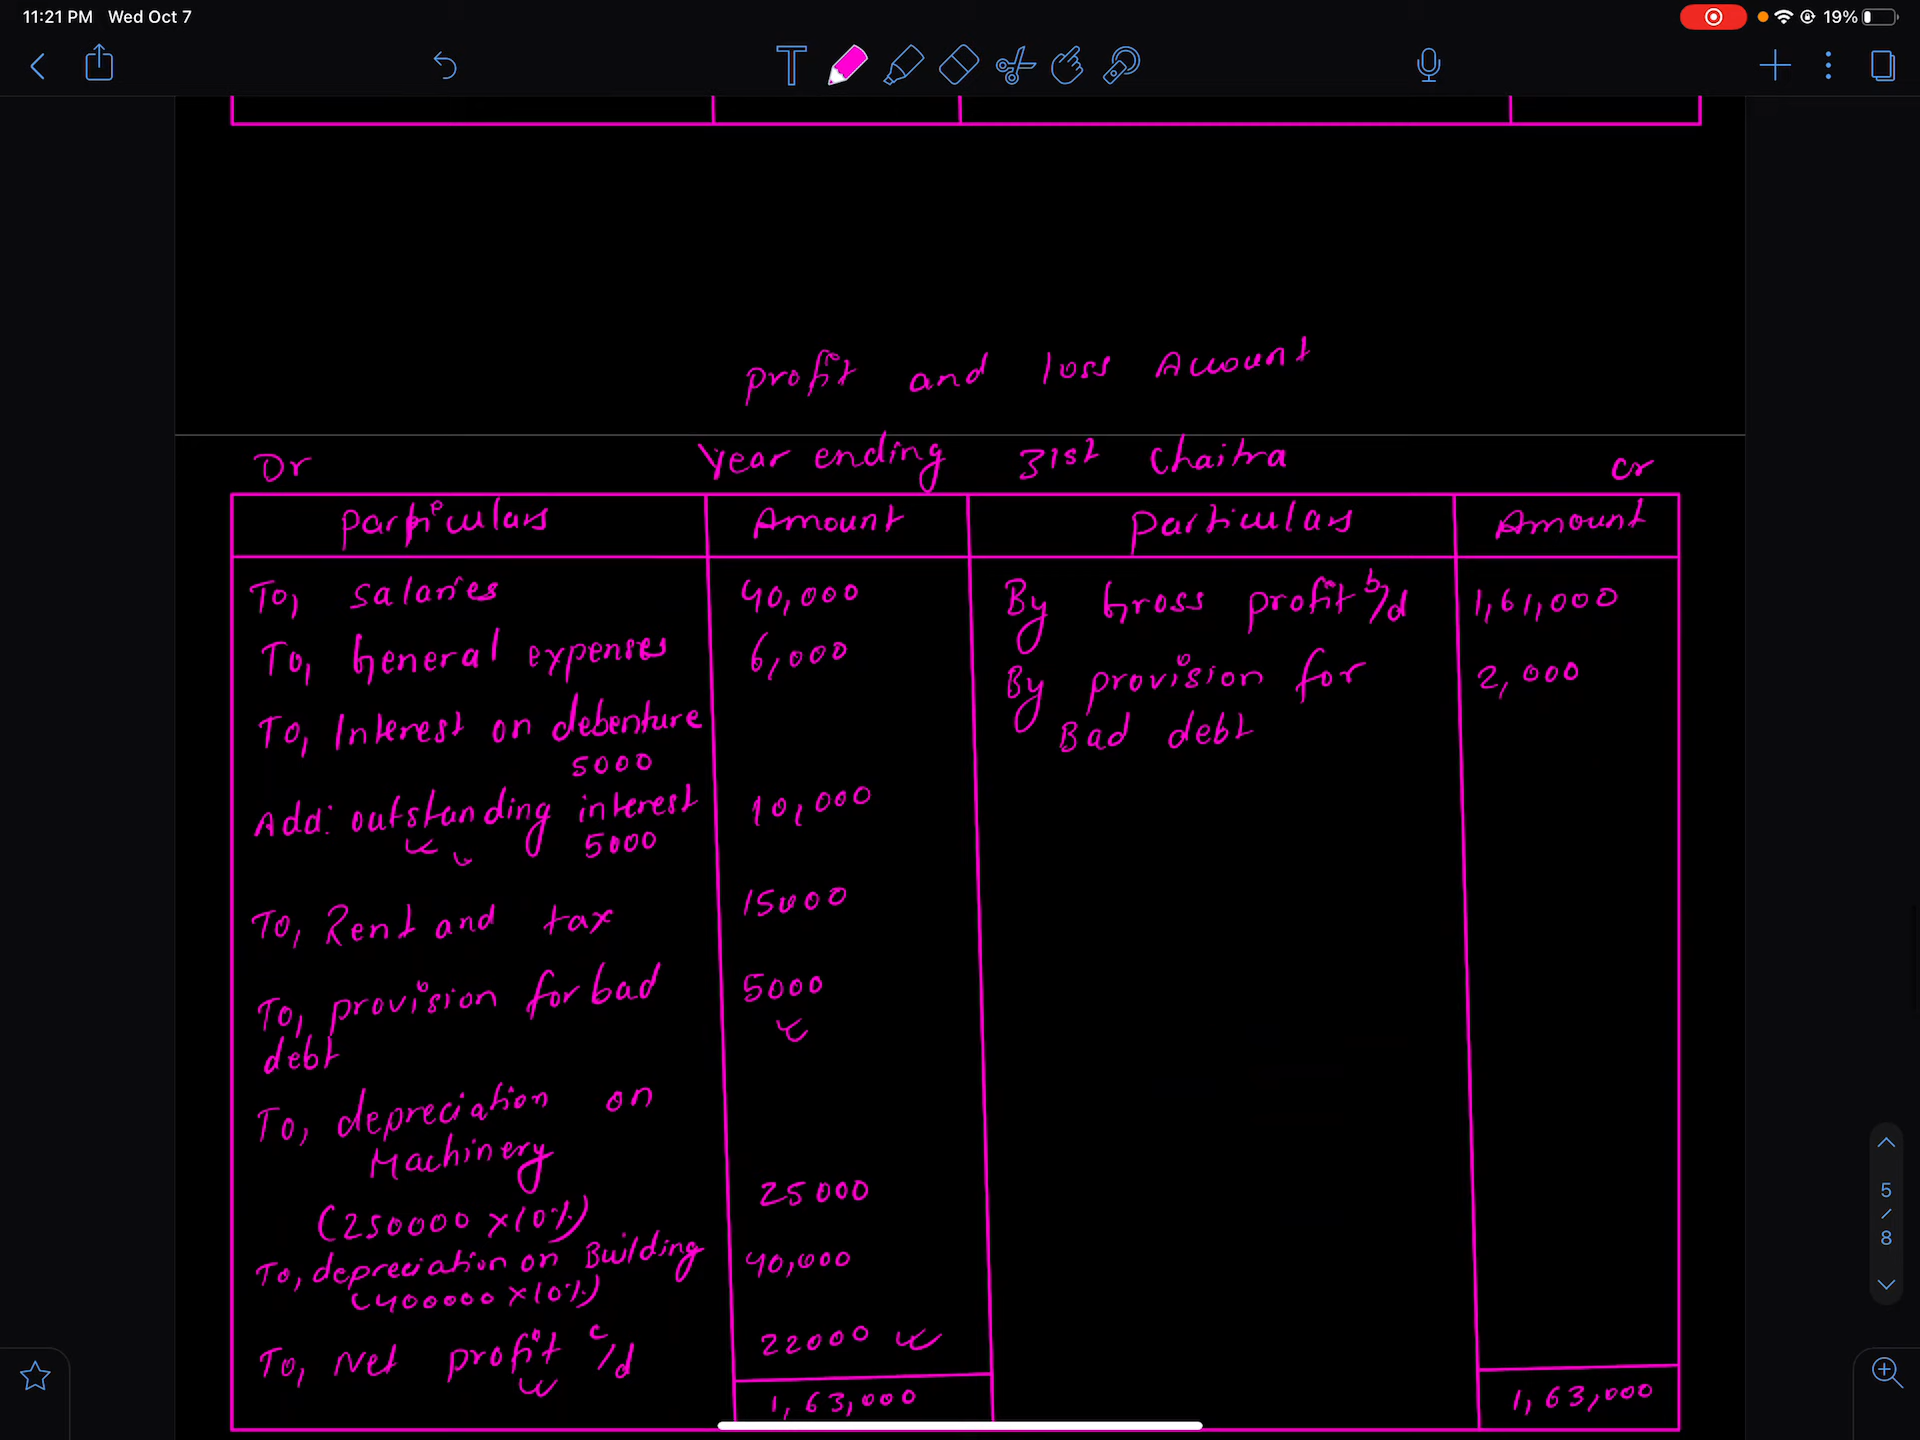 11:21 PM Wed Oct 7
19%
profit and loss Account
Dr Year ending 31st Chaitra cr
Particulars Amount Particulars Amount
To, salaries 40,000 By Gross profit b/d 1,61,000
To, General expenses 6,000 By provision for 2,000
Bad debt
To, Interest on debenture
5000
Add: outstanding interest 10,000
5000
To, Rent and tax 15000
To, provision for bad 5000
debt
To, depreciation on
Machinery
(250000 x 10%) 25000
To, depreciation on Building 40,000
(400000 x 10%)
To, Net profit c/d 22000
1,63,000 1,63,000
5
/
8